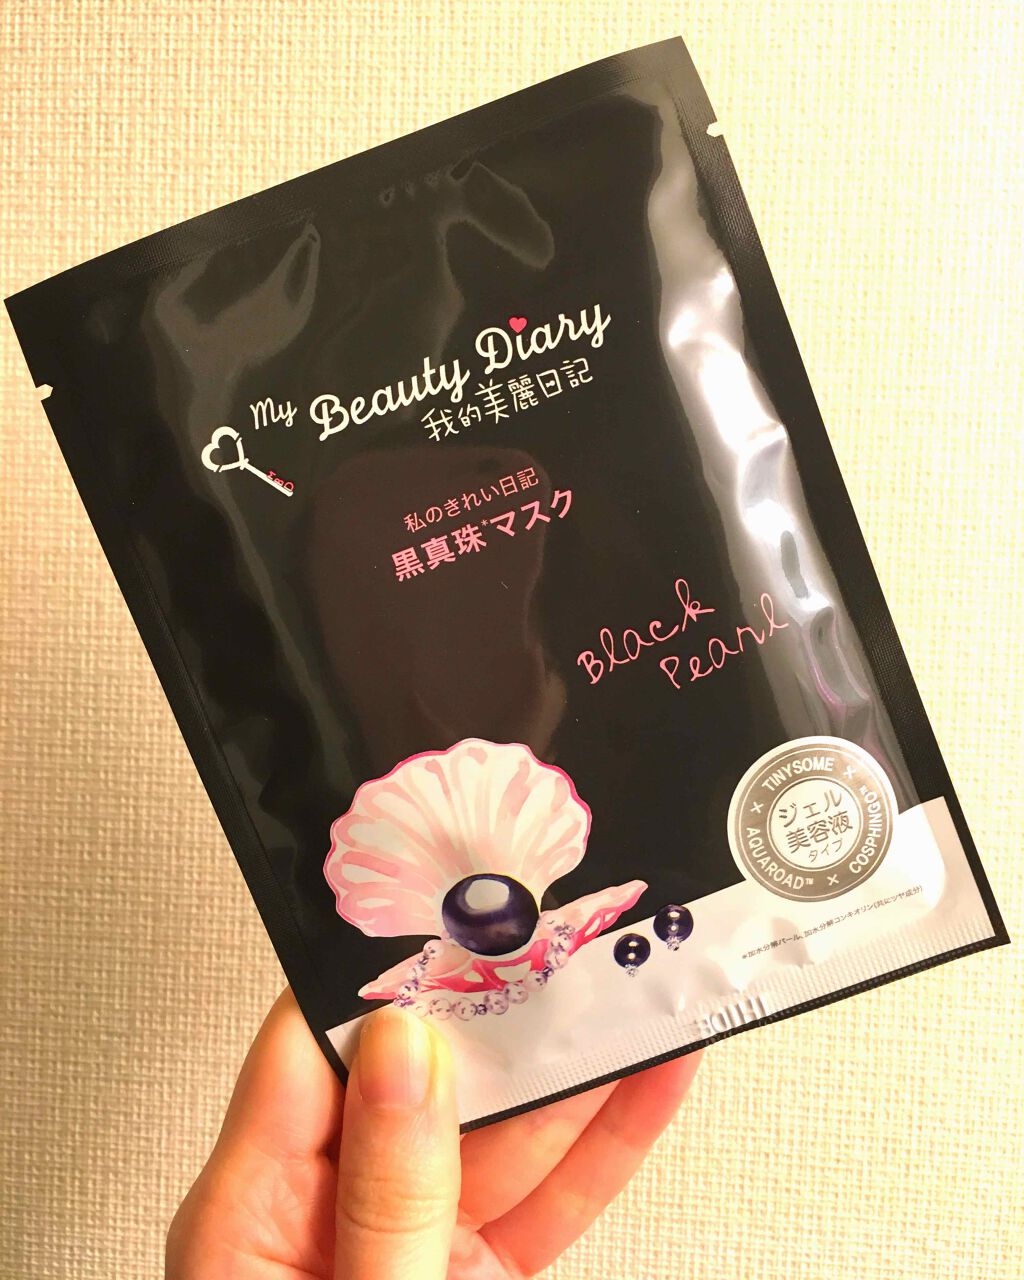 My Beauty Diary
我的美麗日記
私のきれい日記
黒真珠*マスク
Black
Pearl
TINYSOME × COSPHINGO™ × AQUAROAD™ ×
ジェル
美容液
タイプ
*加水分解パール、加水分解コンキオリン(共にツヤ成分)